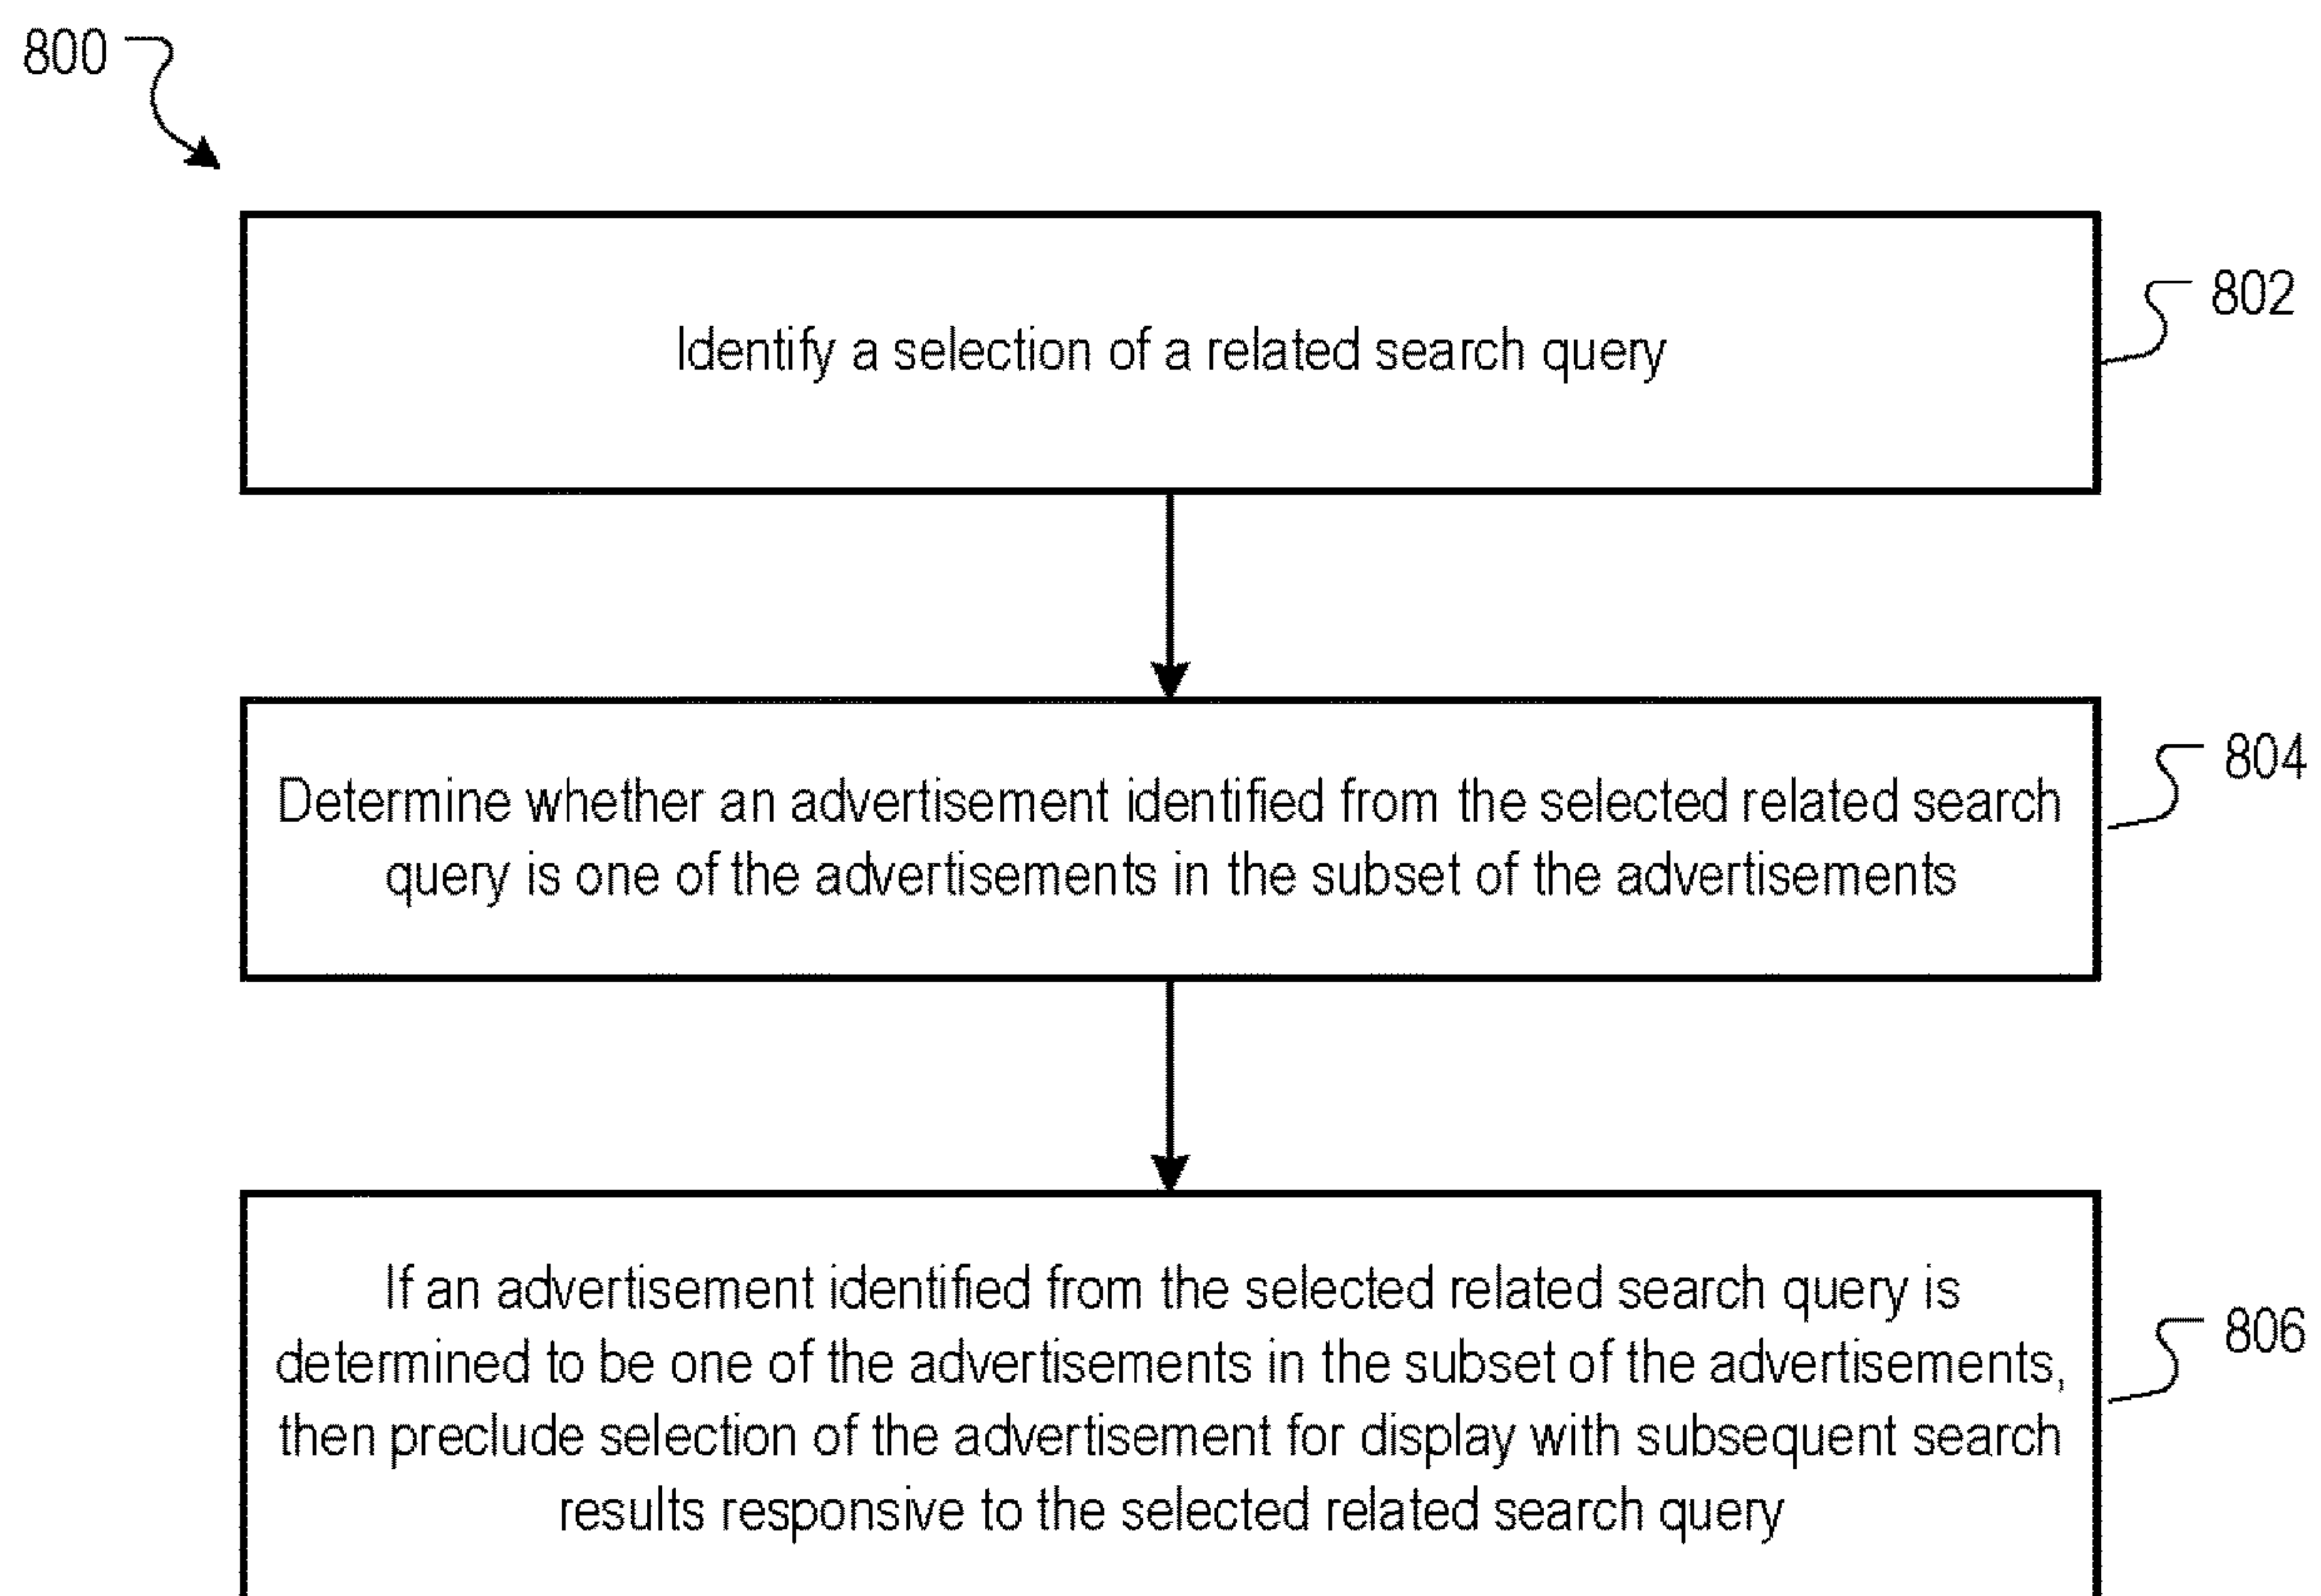 800
Identify a selection of a related search query
802
Determine whether an advertisement identified from the selected related search
query is one of the advertisements in the subset of the advertisements
804
If an advertisement identified from the selected related search query is
determined to be one of the advertisements in the subset of the advertisements,
then preclude selection of the advertisement for display with subsequent search
results responsive to the selected related search query
806